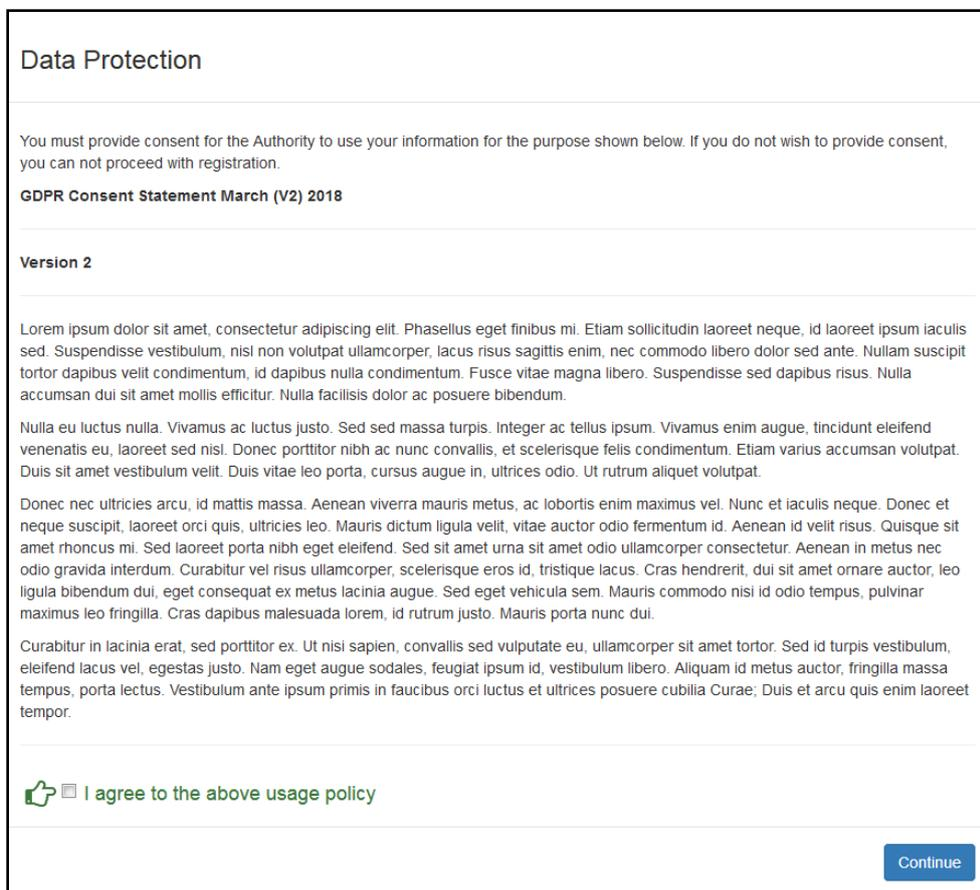 Data Protection
You must provide consent for the Authority to use your information for the purpose shown below. If you do not wish to provide consent,
you can not proceed with registration.
GDPR Consent Statement March (V2) 2018
Version 2
Lorem ipsum dolor sit amet, consectetur adipiscing elit. Phasellus eget finibus mi. Etiam sollicitudin laoreet neque, id laoreet ipsum iaculis
sed. Suspendisse vestibulum, nisl non volutpat ullamcorper, lacus risus sagittis enim, nec commodo libero dolor sed ante. Nullam suscipit
tortor dapibus velit condimentum, id dapibus nulla condimentum. Fusce vitae magna libero. Suspendisse sed dapibus risus. Nulla
accumsan dui sit amet mollis efficitur. Nulla facilisis dolor ac posuere bibendum.
Nulla eu luctus nulla. Vivamus ac luctus justo. Sed sed massa turpis. Integer ac tellus ipsum. Vivamus enim augue, tincidunt eleifend
venenatis eu, laoreet sed nisl. Donec porttitor nibh ac nunc convallis, et scelerisque felis condimentum. Etiam varius accumsan volutpat.
Duis sit amet vestibulum velit. Duis vitae leo porta, cursus augue in, ultrices odio. Ut rutrum aliquet volutpat.
Donec nec ultricies arcu, id mattis massa. Aenean viverra mauris metus, ac lobortis enim maximus vel. Nunc et iaculis neque. Donec et
neque suscipit, laoreet orci quis, ultricies leo. Mauris dictum ligula velit, vitae auctor odio fermentum id. Aenean id velit risus. Quisque sit
amet rhoncus mi. Sed laoreet porta nibh eget eleifend. Sed sit amet urna sit amet odio ullamcorper consectetur. Aenean in metus nec
odio gravida interdum. Curabitur vel risus ullamcorper, scelerisque eros id, tristique lacus. Cras hendrerit, dui sit amet ornare auctor, leo
ligula bibendum dui, eget consequat ex metus lacinia augue. Sed eget vehicula sem. Mauris commodo nisi id odio tempus, pulvinar
maximus leo fringilla. Cras dapibus malesuada lorem, id rutrum justo. Mauris porta nunc dui.
Curabitur in lacinia erat, sed porttitor ex. Ut nisi sapien, convallis sed vulputate eu, ullamcorper sit amet tortor. Sed id turpis vestibulum,
eleifend lacus vel, egestas justo. Nam eget augue sodales, feugiat ipsum id, vestibulum libero. Aliquam id metus auctor, fringilla massa
tempus, porta lectus. Vestibulum ante ipsum primis in faucibus orci luctus et ultrices posuere cubilia Curae; Duis et arcu quis enim laoreet
tempor.
I agree to the above usage policy
Continue